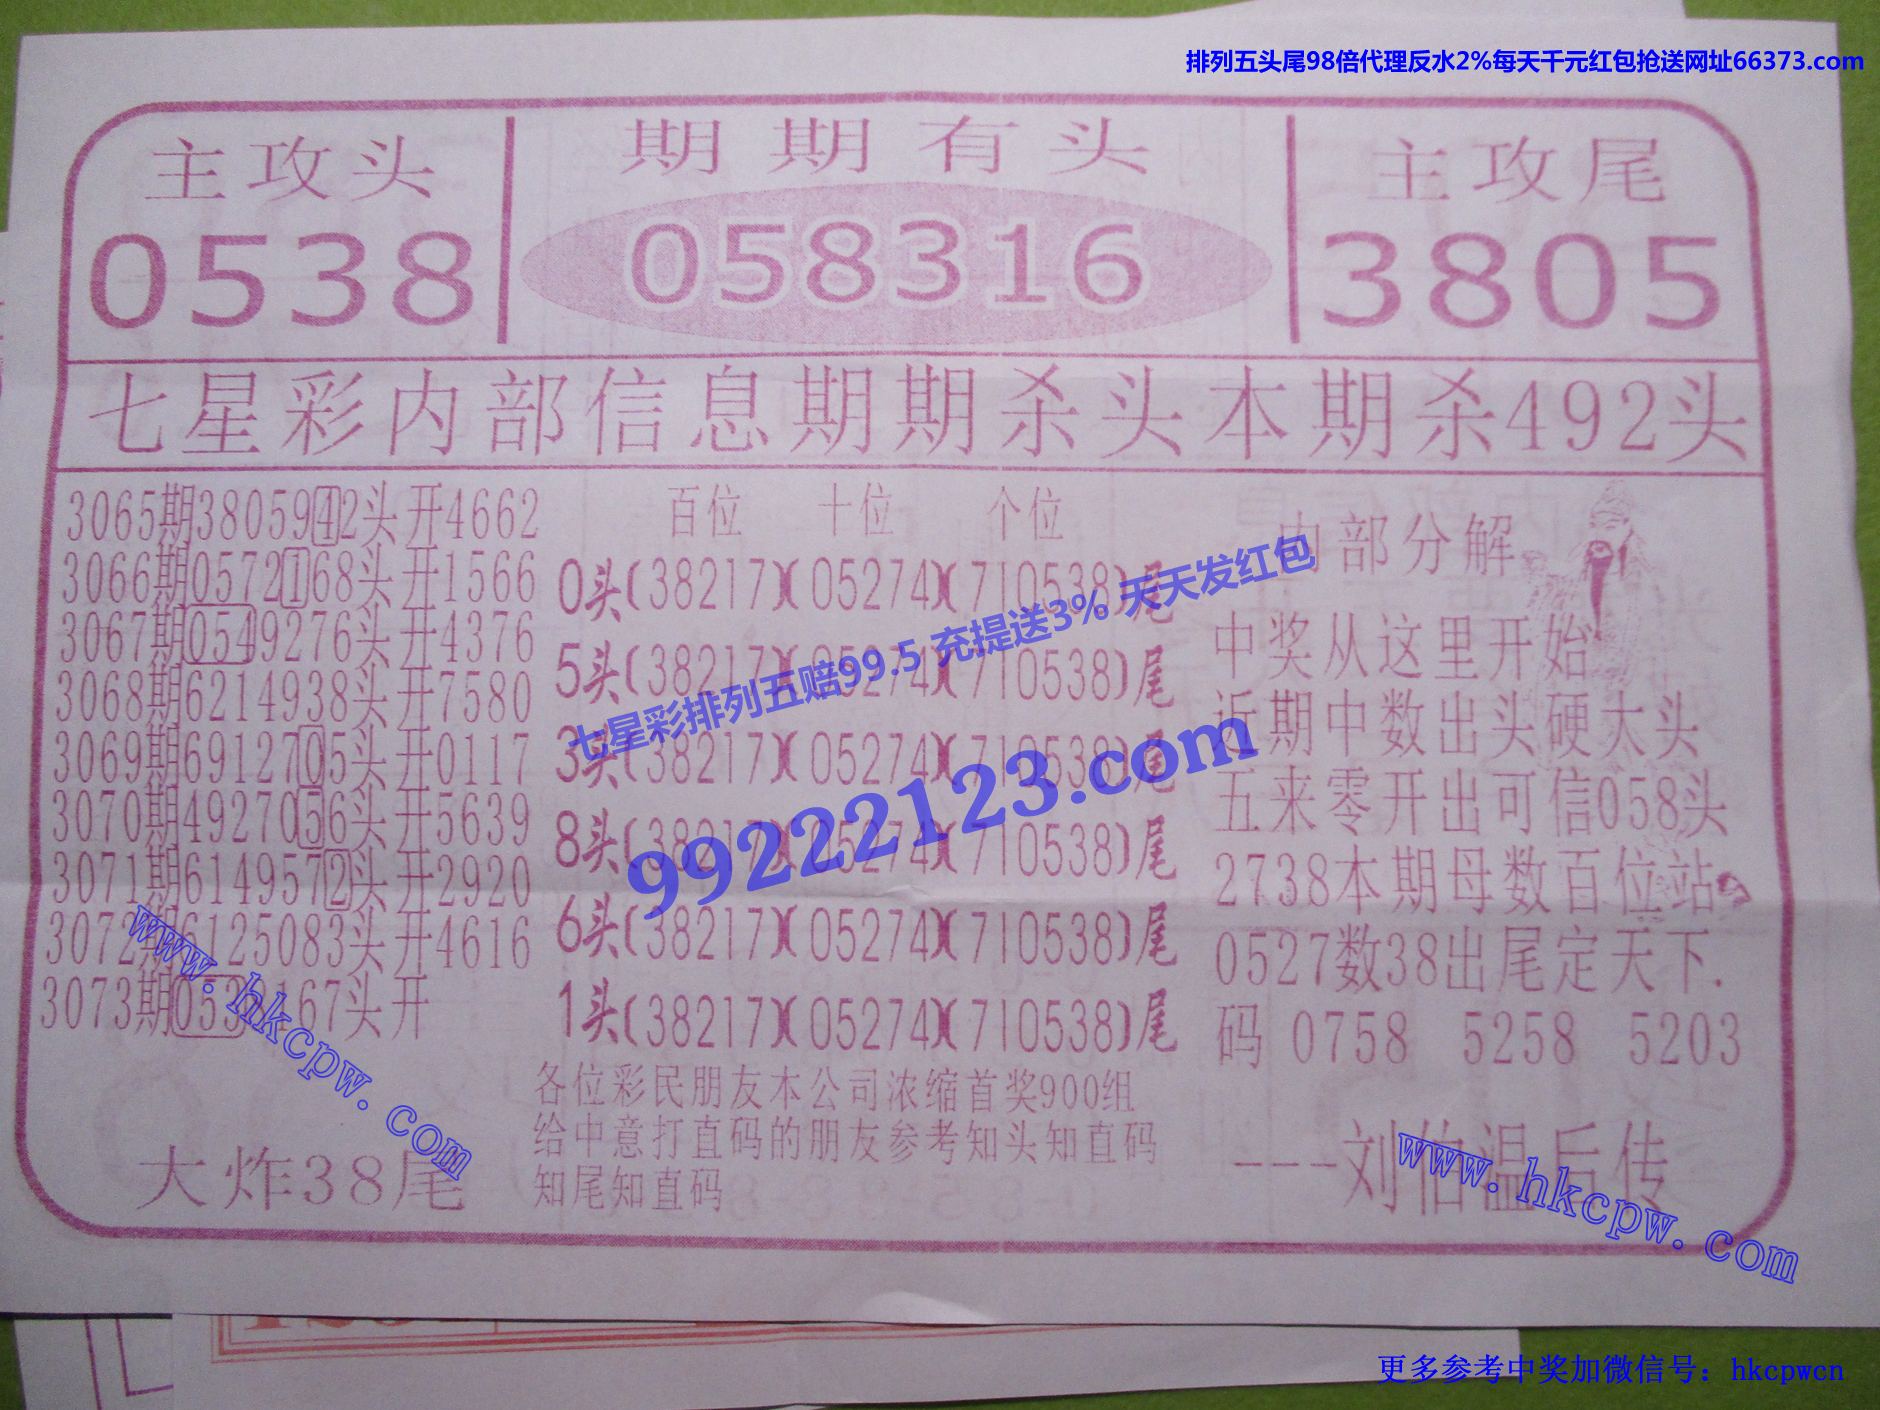 排列五头尾98倍代理反水2%每天千元红包抢送网址66373.com
主攻头
期期有头
主攻尾
0538
058316
3805
七星彩内部信息期期杀头本期杀492头
3065期3805942头开4662
3066期0572168头开1566
3067期0549276头开4376
3068期6214938头开7580
3069期6912705头开0117
3070期4927056头开5639
3071期6149572头开2920
3072期6125083头开4616
3073期053 167头开
大炸38尾
百位 十位 个位
0头(38217)(05274)(710538)尾
5头(38217)(05274)(710538)尾
3头(38217)(05274)(710538)尾
8头(38217)(05274)(710538)尾
6头(38217)(05274)(710538)尾
1头(38217)(05274)(710538)尾
各位彩民朋友本公司浓缩首奖900组
给中意打直码的朋友参考知头知直码
知尾知直码
内部分解
中奖从这里开始
近期中数出头硬大头
五来零开出可信058头
2738本期母数百位站
0527数38出尾定天下.
码 0758 5258 5203
---刘伯温后传
七星彩排列五赔99.5 充提送3% 天天发红包
99222123.com
www.hkcpw.com
www.hkcpw.com
更多参考中奖加微信号：hkcpwcn